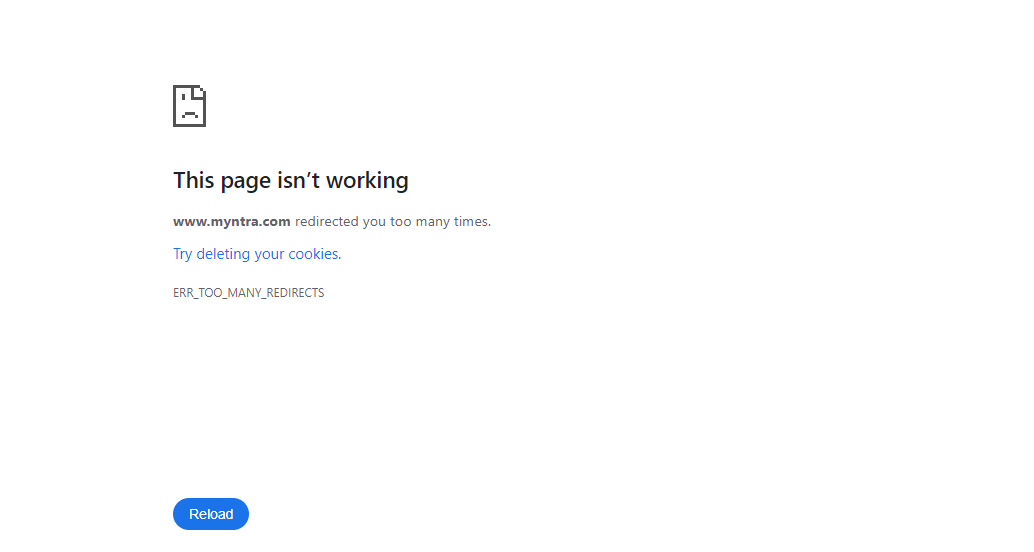 This page isn’t working
www.myntra.com redirected you too many times.
Try deleting your cookies.
ERR_TOO_MANY_REDIRECTS
Reload